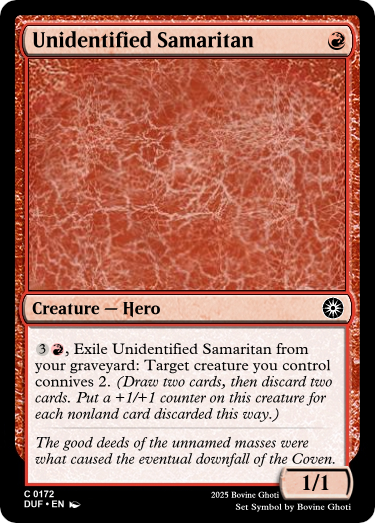 Unidentified Samaritan
Creature — Hero
3 R, Exile Unidentified Samaritan from
your graveyard: Target creature you control
connives 2. (Draw two cards, then discard two
cards. Put a +1/+1 counter on this creature for
each nonland card discarded this way.)
The good deeds of the unnamed masses were
what caused the eventual downfall of the Coven.
1/1
C 0172
DUF • EN
2025 Bovine Ghoti
Set Symbol by Bovine Ghoti